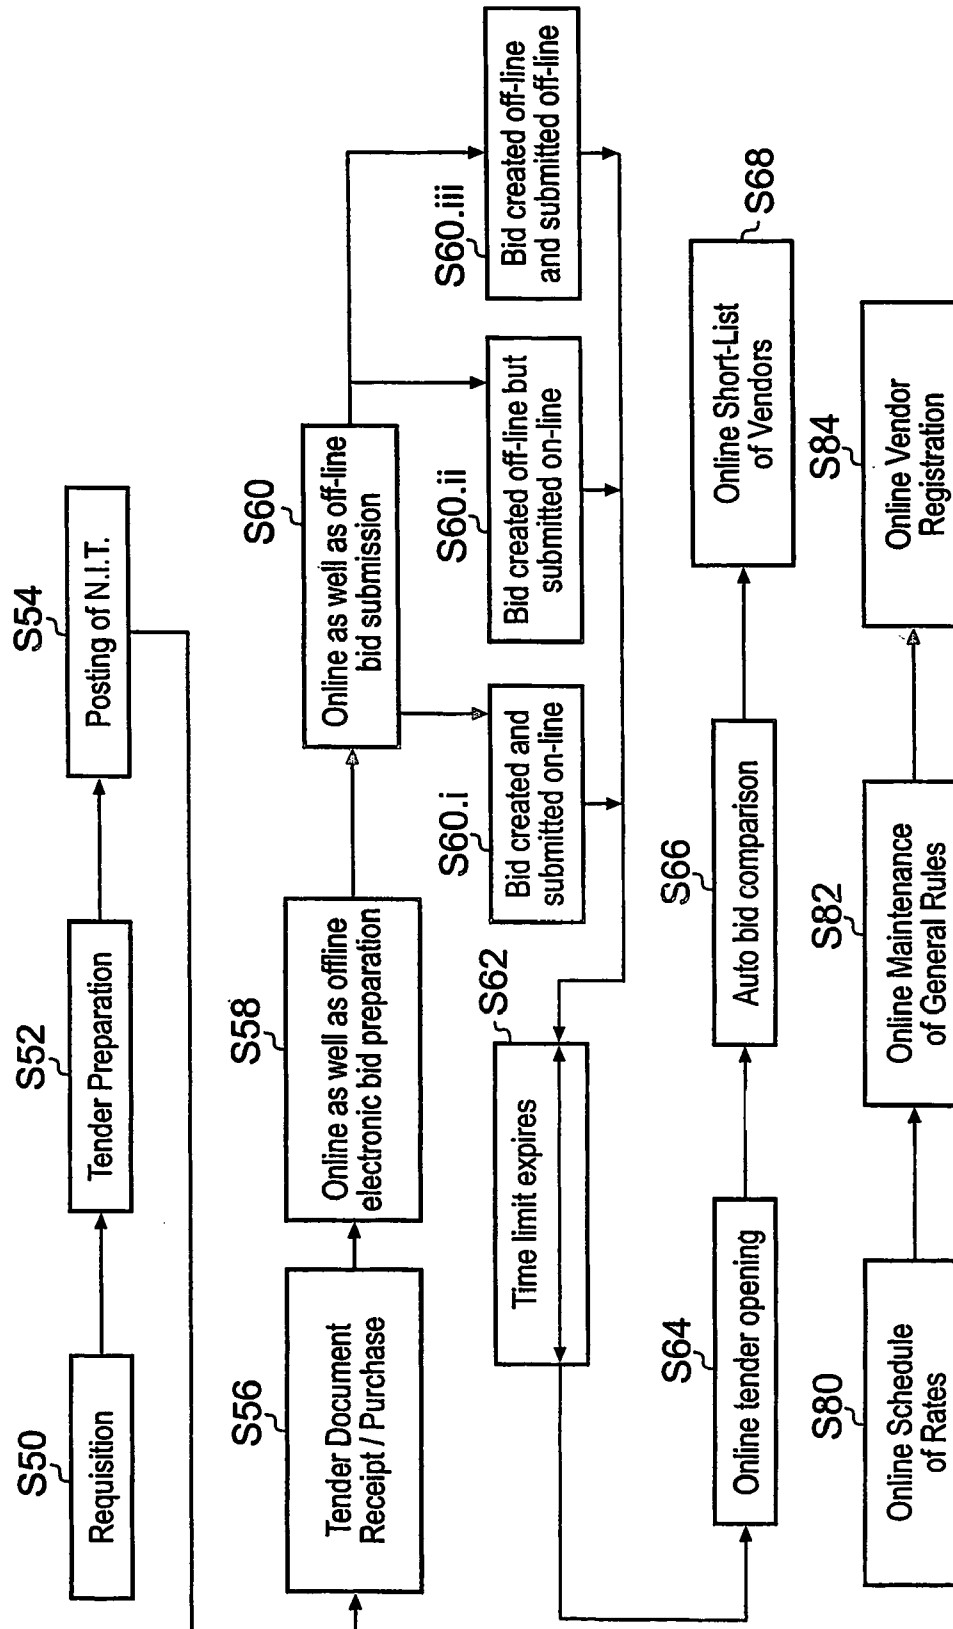 S50
Requisition
S52
Tender Preparation
S54
Posting of N.I.T.
S56
Tender Document
Receipt / Purchase
S58
Online as well as offline
electronic bid preparation
S60
Online as well as off-line
bid submission
S60.i
Bid created and
submitted on-line
S60.ii
Bid created off-line but
submitted on-line
S60.iii
Bid created off-line
and submitted off-line
S62
Time limit expires
S64
Online tender opening
S66
Auto bid comparison
S68
Online Short-List
of Vendors
S80
Online Schedule
of Rates
S82
Online Maintenance
of General Rules
S84
Online Vendor
Registration